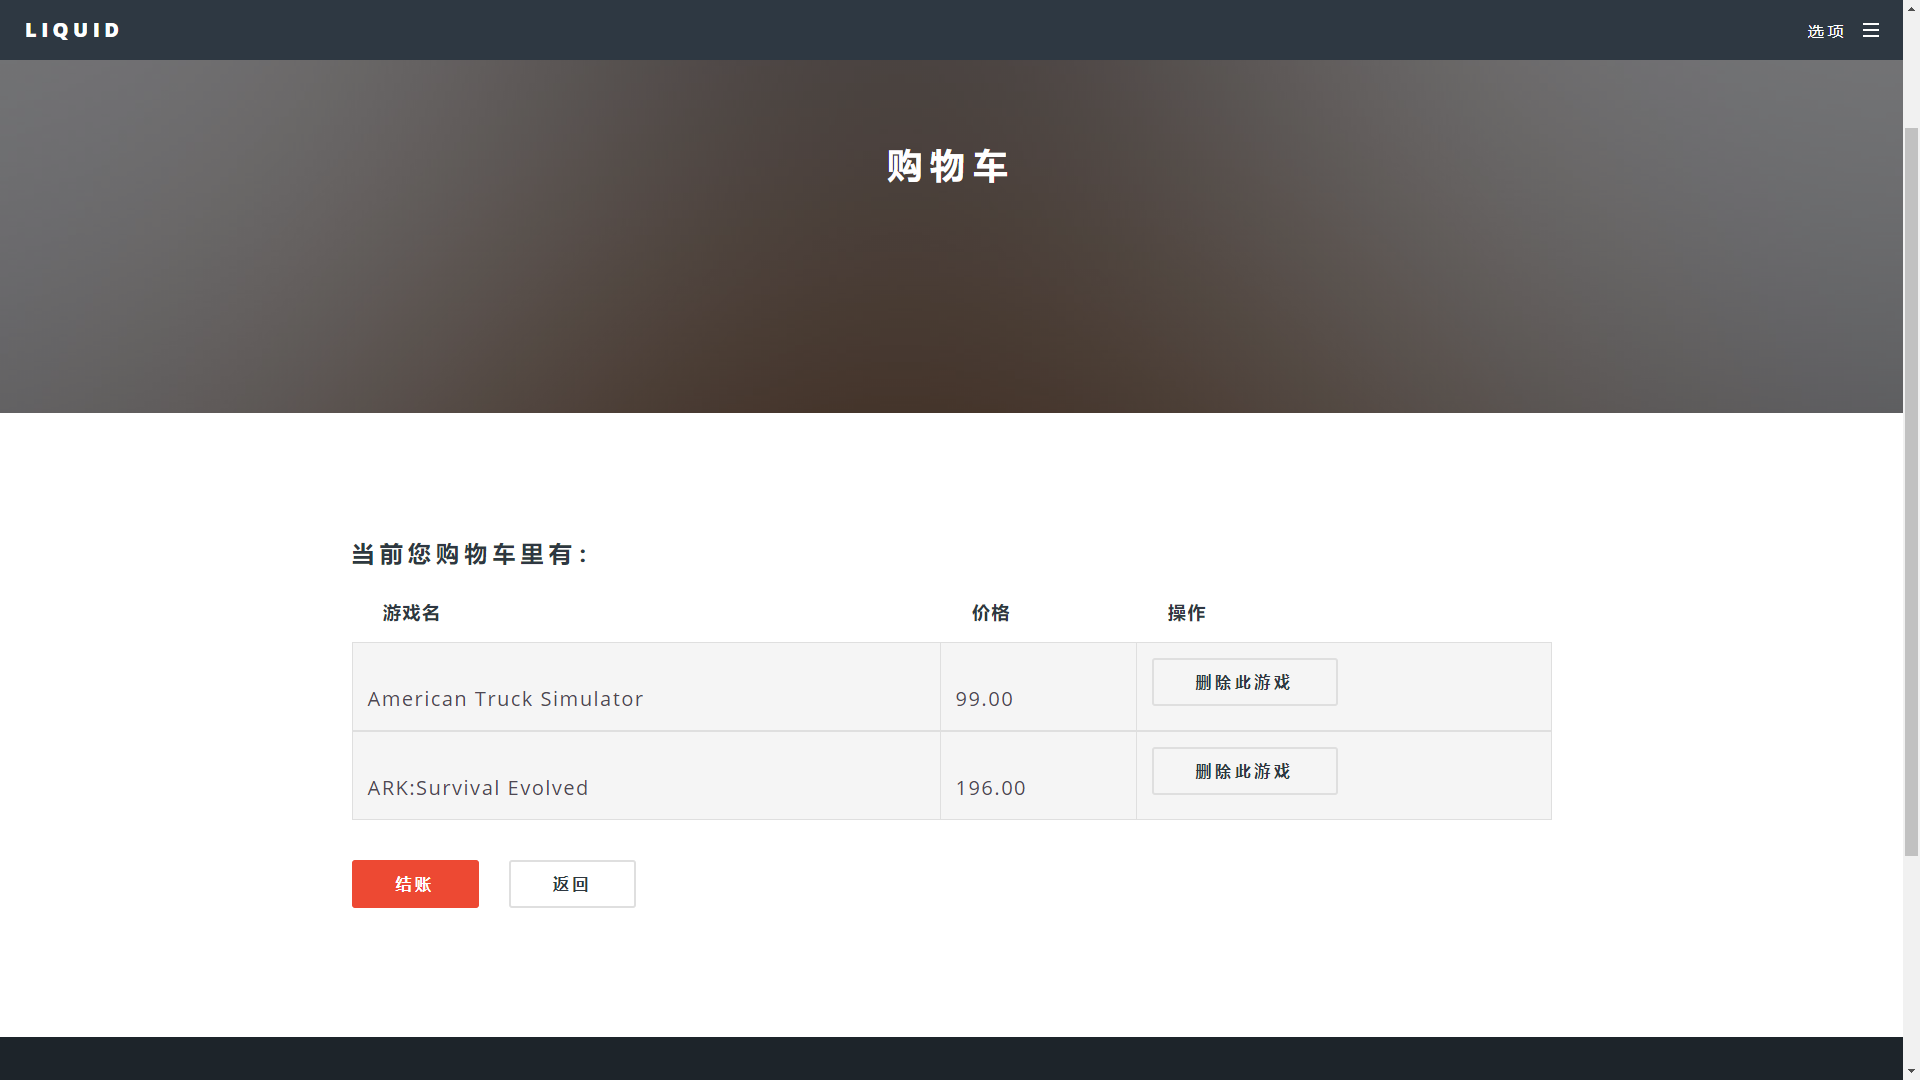 LIQUID
选项
购物车
当前您购物车里有:
游戏名 价格 操作
American Truck Simulator 99.00 删除此游戏
ARK:Survival Evolved 196.00 删除此游戏
结账 返回